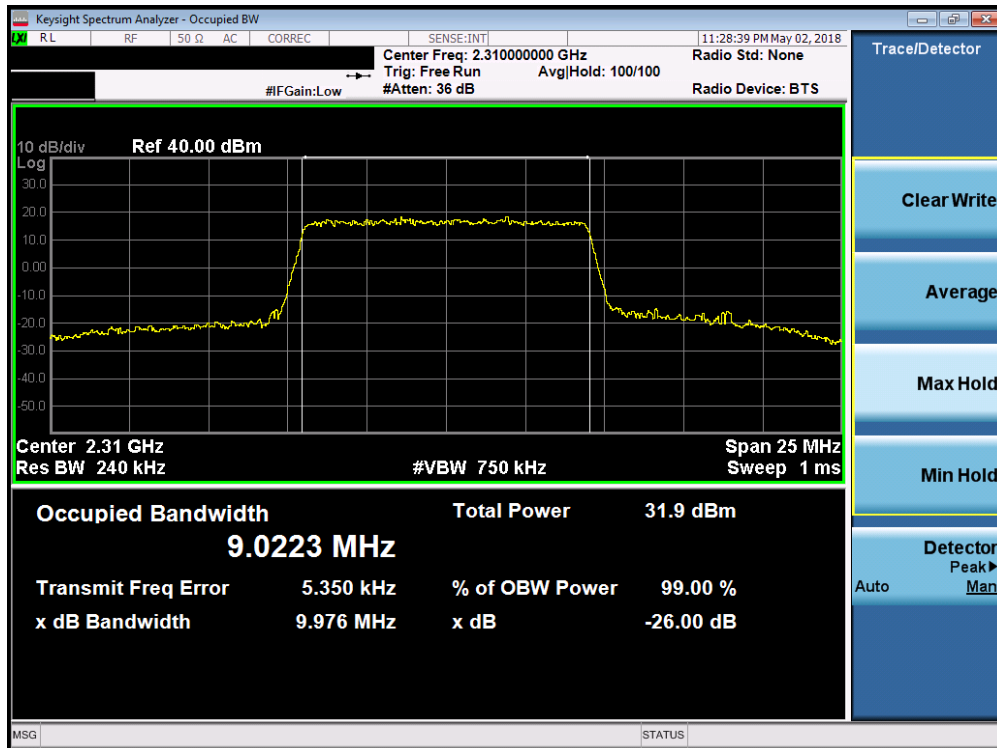 Keysight Spectrum Analyzer - Occupied BW
LXI RL RF 50 Ω AC CORREC SENSE:INT 11:28:39 PM May 02, 2018
Center Freq: 2.310000000 GHz Radio Std: None
Trig: Free Run Avg|Hold: 100/100
#IFGain:Low #Atten: 36 dB Radio Device: BTS
Trace/Detector
10 dB/div Ref 40.00 dBm
Log
30.0
20.0
10.0
0.00
-10.0
-20.0
-30.0
-40.0
-50.0
Center 2.31 GHz Span 25 MHz
Res BW 240 kHz #VBW 750 kHz Sweep 1 ms
Occupied Bandwidth Total Power 31.9 dBm
9.0223 MHz
Transmit Freq Error 5.350 kHz % of OBW Power 99.00 %
x dB Bandwidth 9.976 MHz x dB -26.00 dB
Clear Write
Average
Max Hold
Min Hold
Detector
Peak▶
Auto Man
MSG STATUS